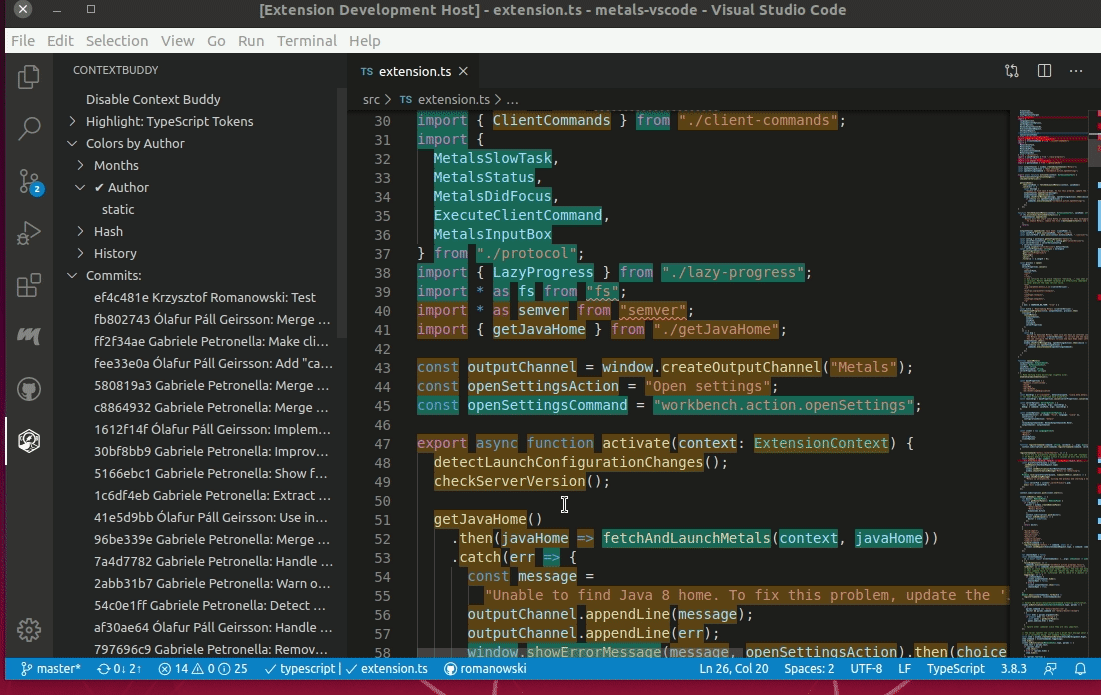 [Extension Development Host] - extension.ts - metals-vscode - Visual Studio Code
File Edit Selection View Go Run Terminal Help
CONTEXTBUDDY
Disable Context Buddy
Highlight: TypeScript Tokens
Colors by Author
Months
✔ Author
static
Hash
History
Commits:
ef4c481e Krzysztof Romanowski: Test
fb802743 Ólafur Páll Geirsson: Merge ...
ff2f34ae Gabriele Petronella: Make cli...
fee33e0a Ólafur Páll Geirsson: Add "ca...
580819a3 Gabriele Petronella: Merge ...
c8864932 Gabriele Petronella: Merge ...
1612f14f Ólafur Páll Geirsson: Implem...
30bf8bb9 Gabriele Petronella: Improv...
5166ebc1 Gabriele Petronella: Show f...
1c6df4eb Gabriele Petronella: Extract ...
41e5d9bb Ólafur Páll Geirsson: Use in...
96be339e Gabriele Petronella: Merge ...
7a4d7782 Gabriele Petronella: Handle ...
2abb31b7 Gabriele Petronella: Warn o...
54c0e1ff Gabriele Petronella: Detect ...
af30ae64 Ólafur Páll Geirsson: Handle ...
797696c9 Gabriele Petronella: Remov...
2
TS extension.ts
src > TS extension.ts > ...
30 import { ClientCommands } from "./client-commands";
31 import {
32 MetalsSlowTask,
33 MetalsStatus,
34 MetalsDidFocus,
35 ExecuteClientCommand,
36 MetalsInputBox
37 } from "./protocol";
38 import { LazyProgress } from "./lazy-progress";
39 import * as fs from "fs";
40 import * as semver from "semver";
41 import { getJavaHome } from "./getJavaHome";
42
43 const outputChannel = window.createOutputChannel("Metals");
44 const openSettingsAction = "Open settings";
45 const openSettingsCommand = "workbench.action.openSettings";
46
47 export async function activate(context: ExtensionContext) {
48 detectLaunchConfigurationChanges();
49 checkServerVersion();
50
51 getJavaHome()
52 .then(javaHome => fetchAndLaunchMetals(context, javaHome))
53 .catch(err => {
54 const message =
55 "Unable to find Java 8 home. To fix this problem, update the '
56 outputChannel.appendLine(message);
57 outputChannel.appendLine(err);
58 window.showErrorMessage(message, openSettingsAction).then(choice
master* 0↓ 2↑ 14 0 25 ✓ typescript | ✓ extension.ts romanowski Ln 26, Col 20 Spaces: 2 UTF-8 LF TypeScript 3.8.3